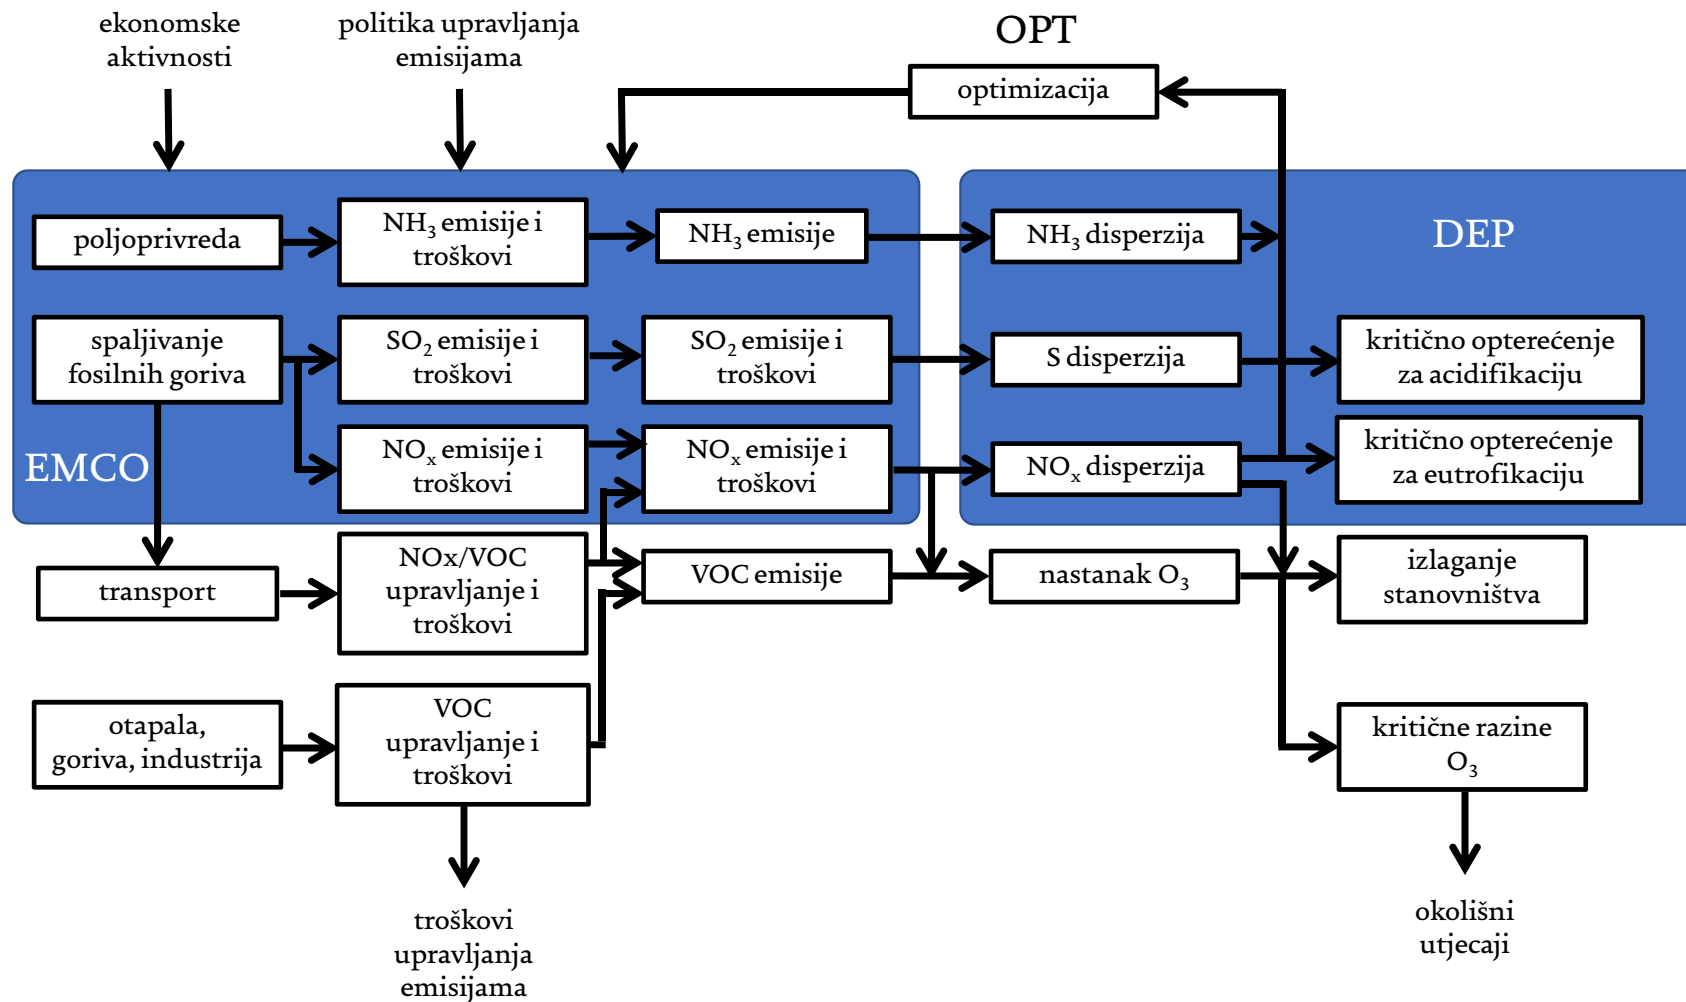 ekonomske
aktivnosti
politika upravljanja
emisijama
OPT
optimizacija
poljoprivreda
NH₃ emisije i
troškovi
NH₃ emisije
NH₃ disperzija
DEP
spaljivanje
fosilnih goriva
SO₂ emisije i
troškovi
SO₂ emisije i
troškovi
S disperzija
kritično opterećenje
za acidifikaciju
EMCO
NOₓ emisije i
troškovi
NOₓ emisije i
troškovi
NOₓ disperzija
kritično opterećenje
za eutrofikaciju
transport
NOx/VOC
upravljanje i
troškovi
VOC emisije
nastanak O₃
izlaganje
stanovništva
otapala,
goriva, industrija
VOC
upravljanje i
troškovi
kritične razine
O₃
troškovi
upravljanja
emisijama
okolišni
utjecaji